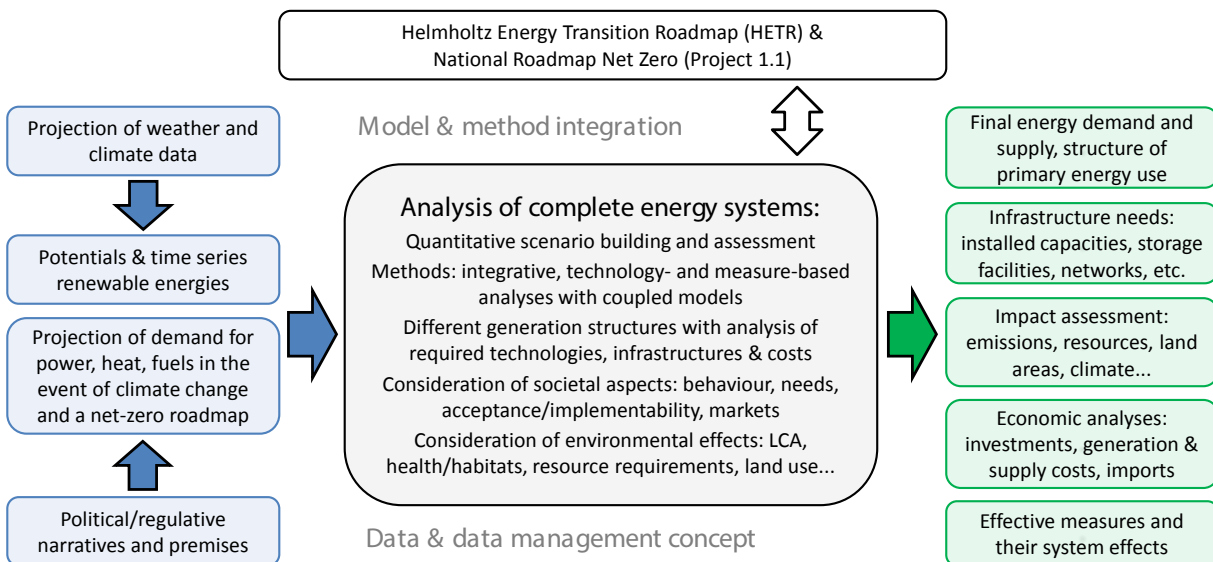 Helmholtz Energy Transition Roadmap (HETR) &
National Roadmap Net Zero (Project 1.1)
Model & method integration
Projection of weather and
climate data
Potentials & time series
renewable energies
Projection of demand for
power, heat, fuels in the
event of climate change
and a net-zero roadmap
Political/regulative
narratives and premises
Analysis of complete energy systems:
Quantitative scenario building and assessment
Methods: integrative, technology- and measure-based
analyses with coupled models
Different generation structures with analysis of
required technologies, infrastructures & costs
Consideration of societal aspects: behaviour, needs,
acceptance/implementability, markets
Consideration of environmental effects: LCA,
health/habitats, resource requirements, land use...
Data & data management concept
Final energy demand and
supply, structure of
primary energy use
Infrastructure needs:
installed capacities, storage
facilities, networks, etc.
Impact assessment:
emissions, resources, land
areas, climate...
Economic analyses:
investments, generation &
supply costs, imports
Effective measures and
their system effects